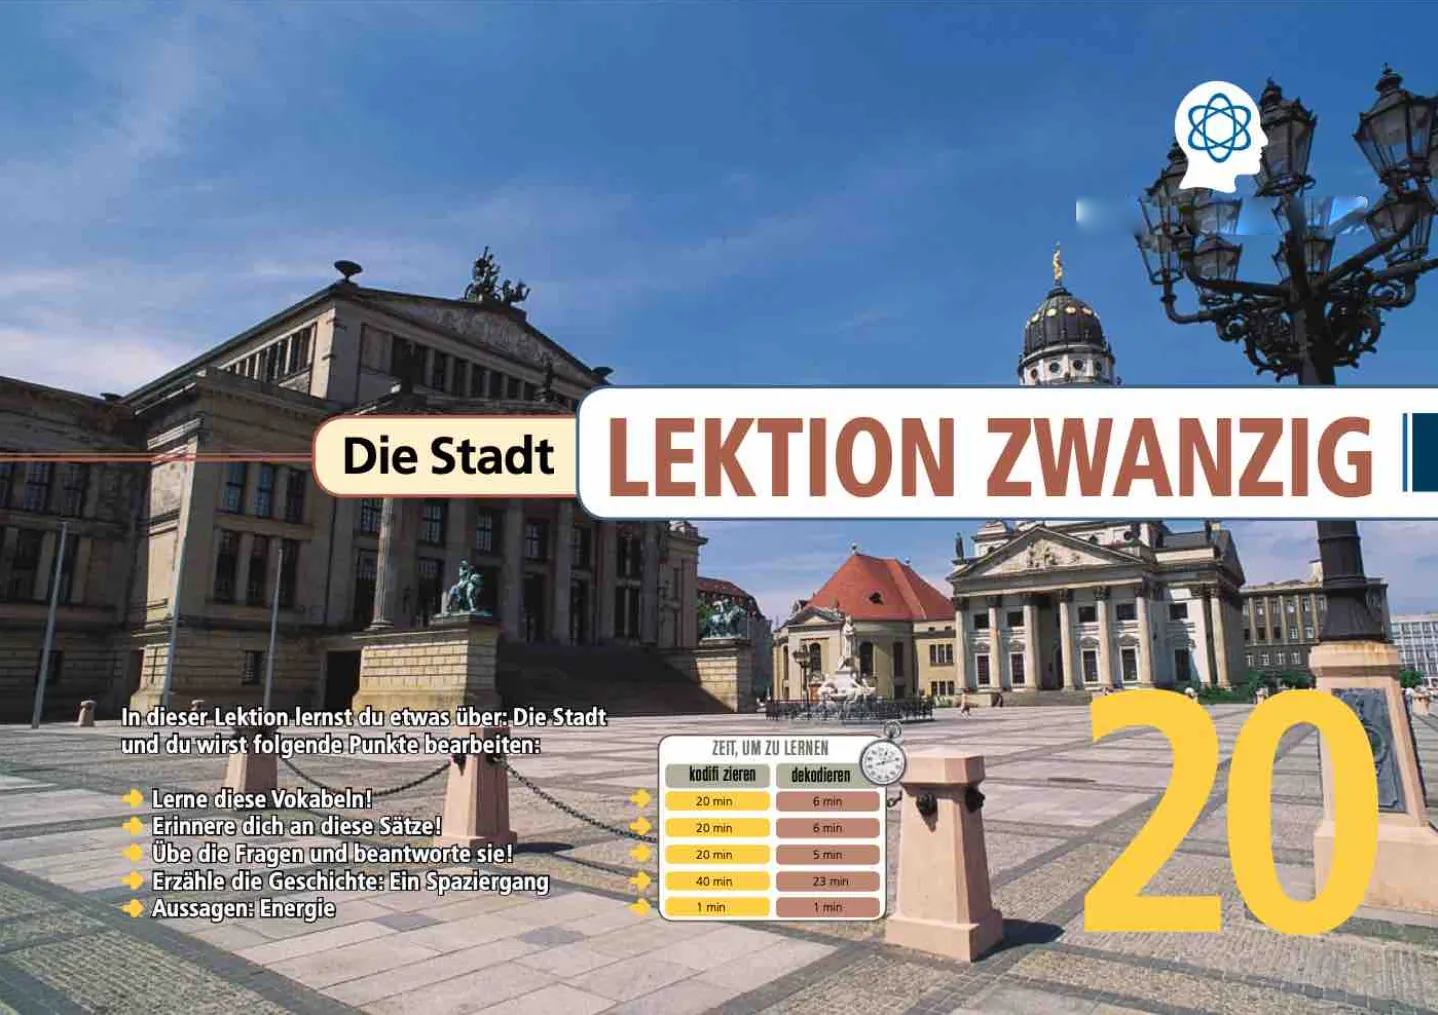 Die Stadt
LEKTION ZWANZIG
In dieser Lektion lernst du etwas über: Die Stadt
und du wirst folgende Punkte bearbeiten:
Lerne diese Vokabeln!
Erinnere dich an diese Sätze!
Übe die Fragen und beantworte sie!
Erzähle die Geschichte: Ein Spaziergang
Aussagen: Energie
ZEIT, UM ZU LERNEN
kodifi zieren dekodieren
20 min 6 min
20 min 6 min
20 min 5 min
40 min 23 min
1 min 1 min
20